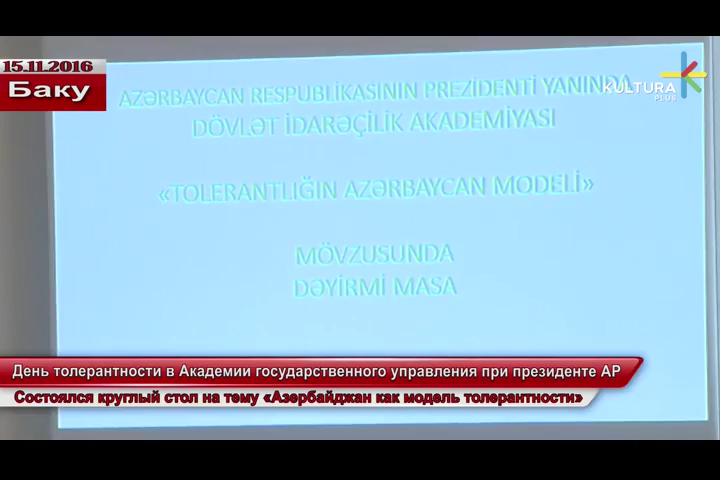 15.11.2016
Баку
KULTURA
PLUS
AZƏRBAYCAN RESPUBLİKASININ PREZİDENTİ YANINDA
DÖVLƏT İDARƏÇİLİK AKADEMİYASI
«TOLERANTLIĞIN AZƏRBAYCAN MODELİ»
MÖVZUSUNDA
DƏYİRMİ MASA
День толерантности в Академии государственного управления при президенте АР
Состоялся круглый стол на тему «Азербайджан как модель толерантности»